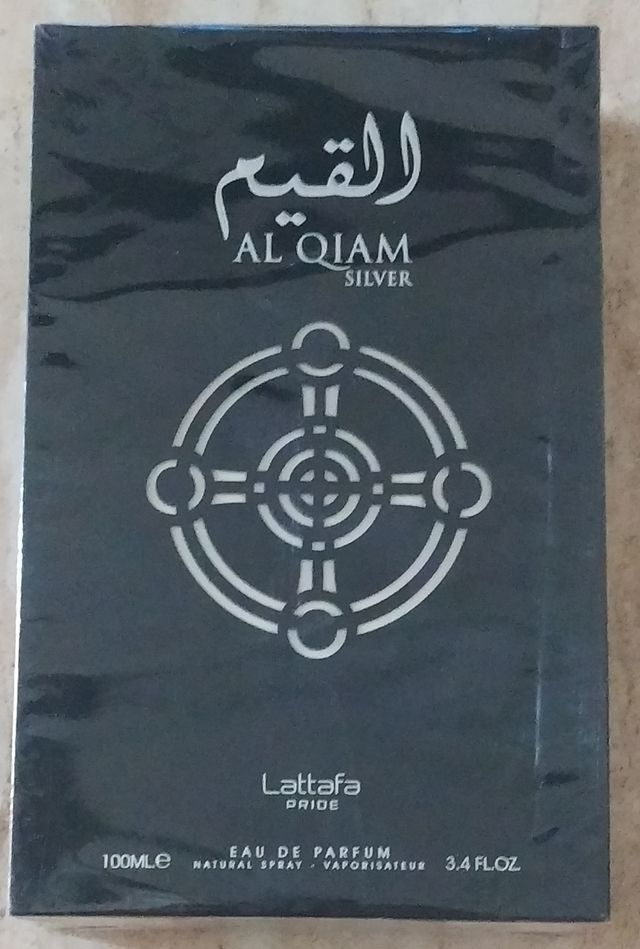 القيم
AL QIAM
SILVER
Lattafa
PRIDE
EAU DE PARFUM
100ML e NATURAL SPRAY - VAPORISATEUR 3.4 FL.OZ.